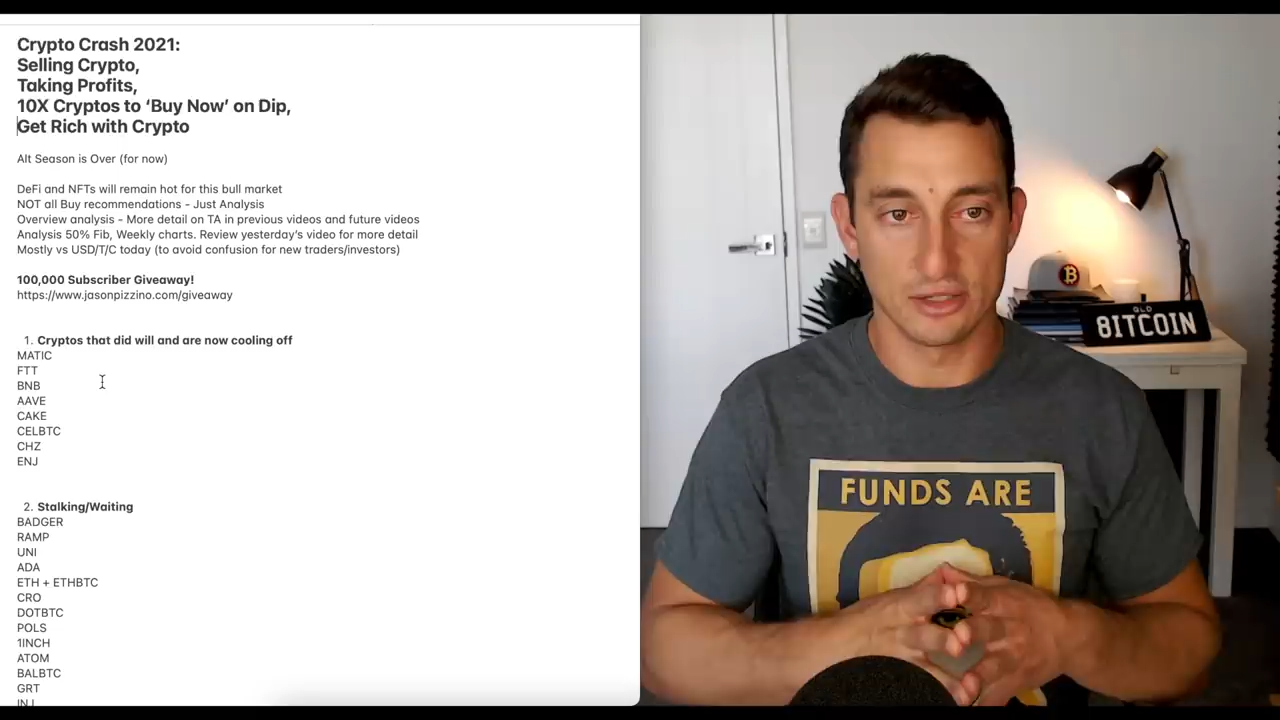 Crypto Crash 2021:
Selling Crypto,
Taking Profits,
10X Cryptos to ‘Buy Now’ on Dip,
Get Rich with Crypto
Alt Season is Over (for now)
DeFi and NFTs will remain hot for this bull market
NOT all Buy recommendations - Just Analysis
Overview analysis - More detail on TA in previous videos and future videos
Analysis 50% Fib, Weekly charts. Review yesterday’s video for more detail
Mostly vs USD/T/C today (to avoid confusion for new traders/investors)
100,000 Subscriber Giveaway!
https://www.jasonpizzino.com/giveaway
1. Cryptos that did will and are now cooling off
MATIC
FTT
BNB
AAVE
CAKE
CELBTC
CHZ
ENJ
2. Stalking/Waiting
BADGER
RAMP
UNI
ADA
ETH + ETHBTC
CRO
DOTBTC
POLS
1INCH
ATOM
BALBTC
GRT
INJ
QLD
8ITCOIN
FUNDS ARE